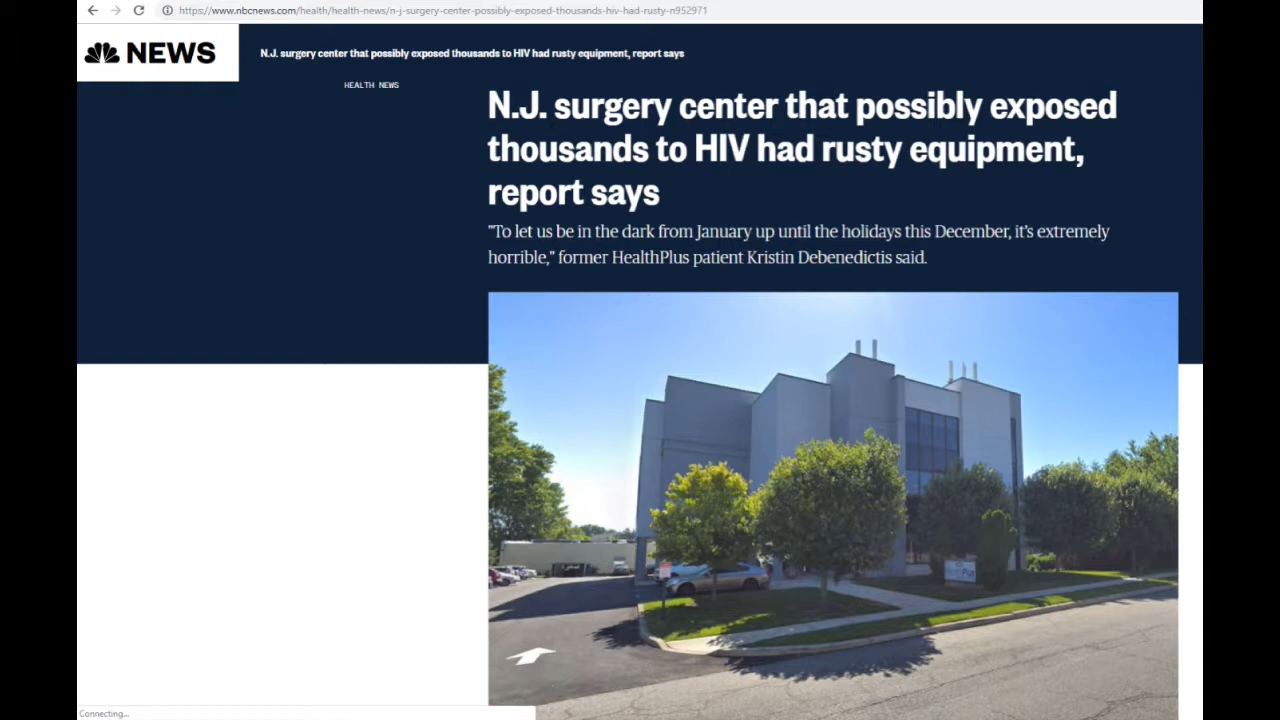 https://www.nbcnews.com/health/health-news/n-j-surgery-center-possibly-exposed-thousands-hiv-had-rusty-n952971
NEWS
N.J. surgery center that possibly exposed thousands to HIV had rusty equipment, report says
HEALTH NEWS
N.J. surgery center that possibly exposed
thousands to HIV had rusty equipment,
report says
"To let us be in the dark from January up until the holidays this December, it's extremely
horrible," former HealthPlus patient Kristin Debenedictis said.
Connecting...